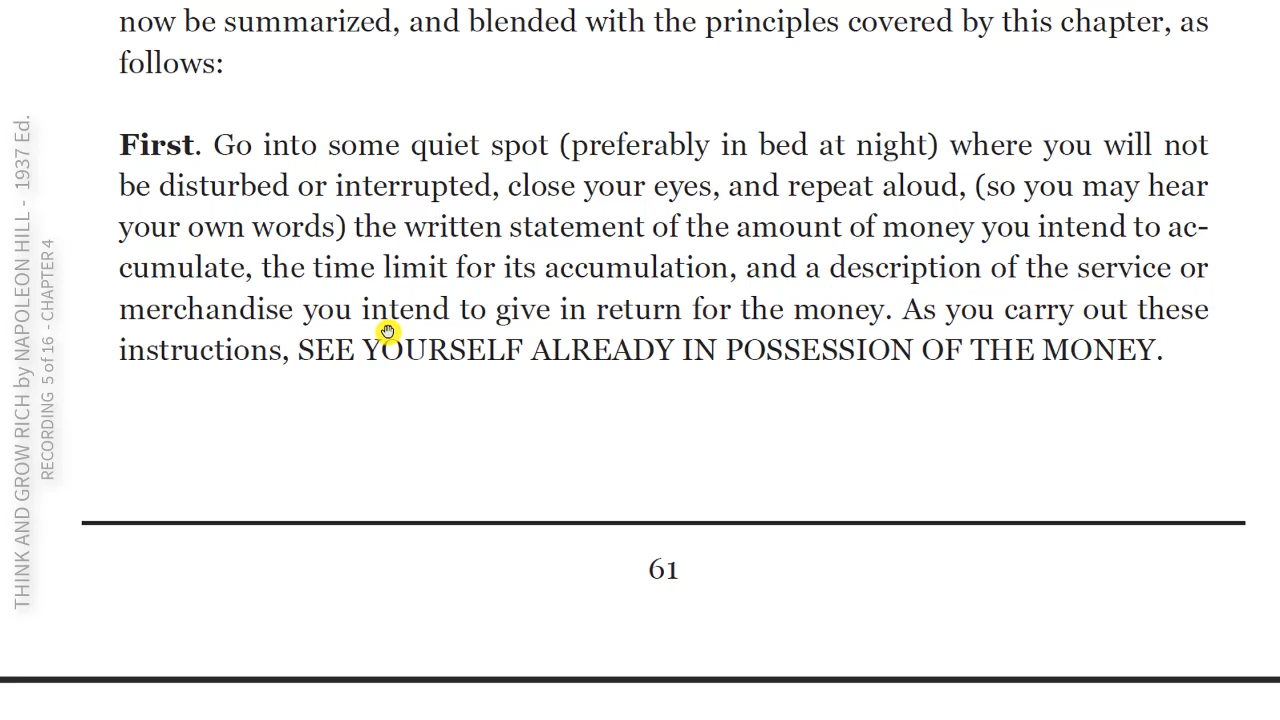 now be summarized, and blended with the principles covered by this chapter, as
follows:
First. Go into some quiet spot (preferably in bed at night) where you will not
be disturbed or interrupted, close your eyes, and repeat aloud, (so you may hear
your own words) the written statement of the amount of money you intend to ac-
cumulate, the time limit for its accumulation, and a description of the service or
merchandise you intend to give in return for the money. As you carry out these
instructions, SEE YOURSELF ALREADY IN POSSESSION OF THE MONEY.
61
THINK AND GROW RICH by NAPOLEON HILL - 1937 Ed.
RECORDING 5 of 16 - CHAPTER 4